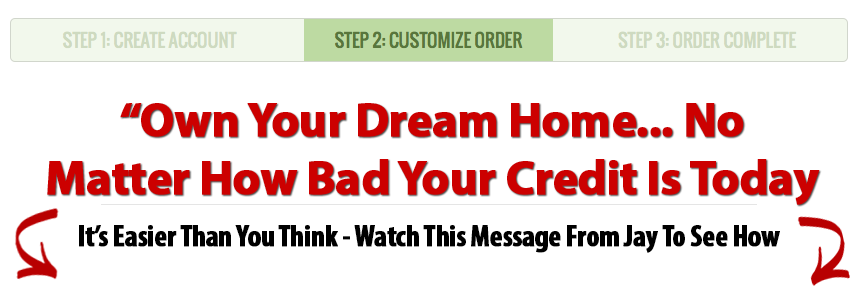 STEP 1: CREATE ACCOUNT STEP 2: CUSTOMIZE ORDER STEP 3: ORDER COMPLETE
“Own Your Dream Home... No
Matter How Bad Your Credit Is Today
It's Easier Than You Think - Watch This Message From Jay To See How